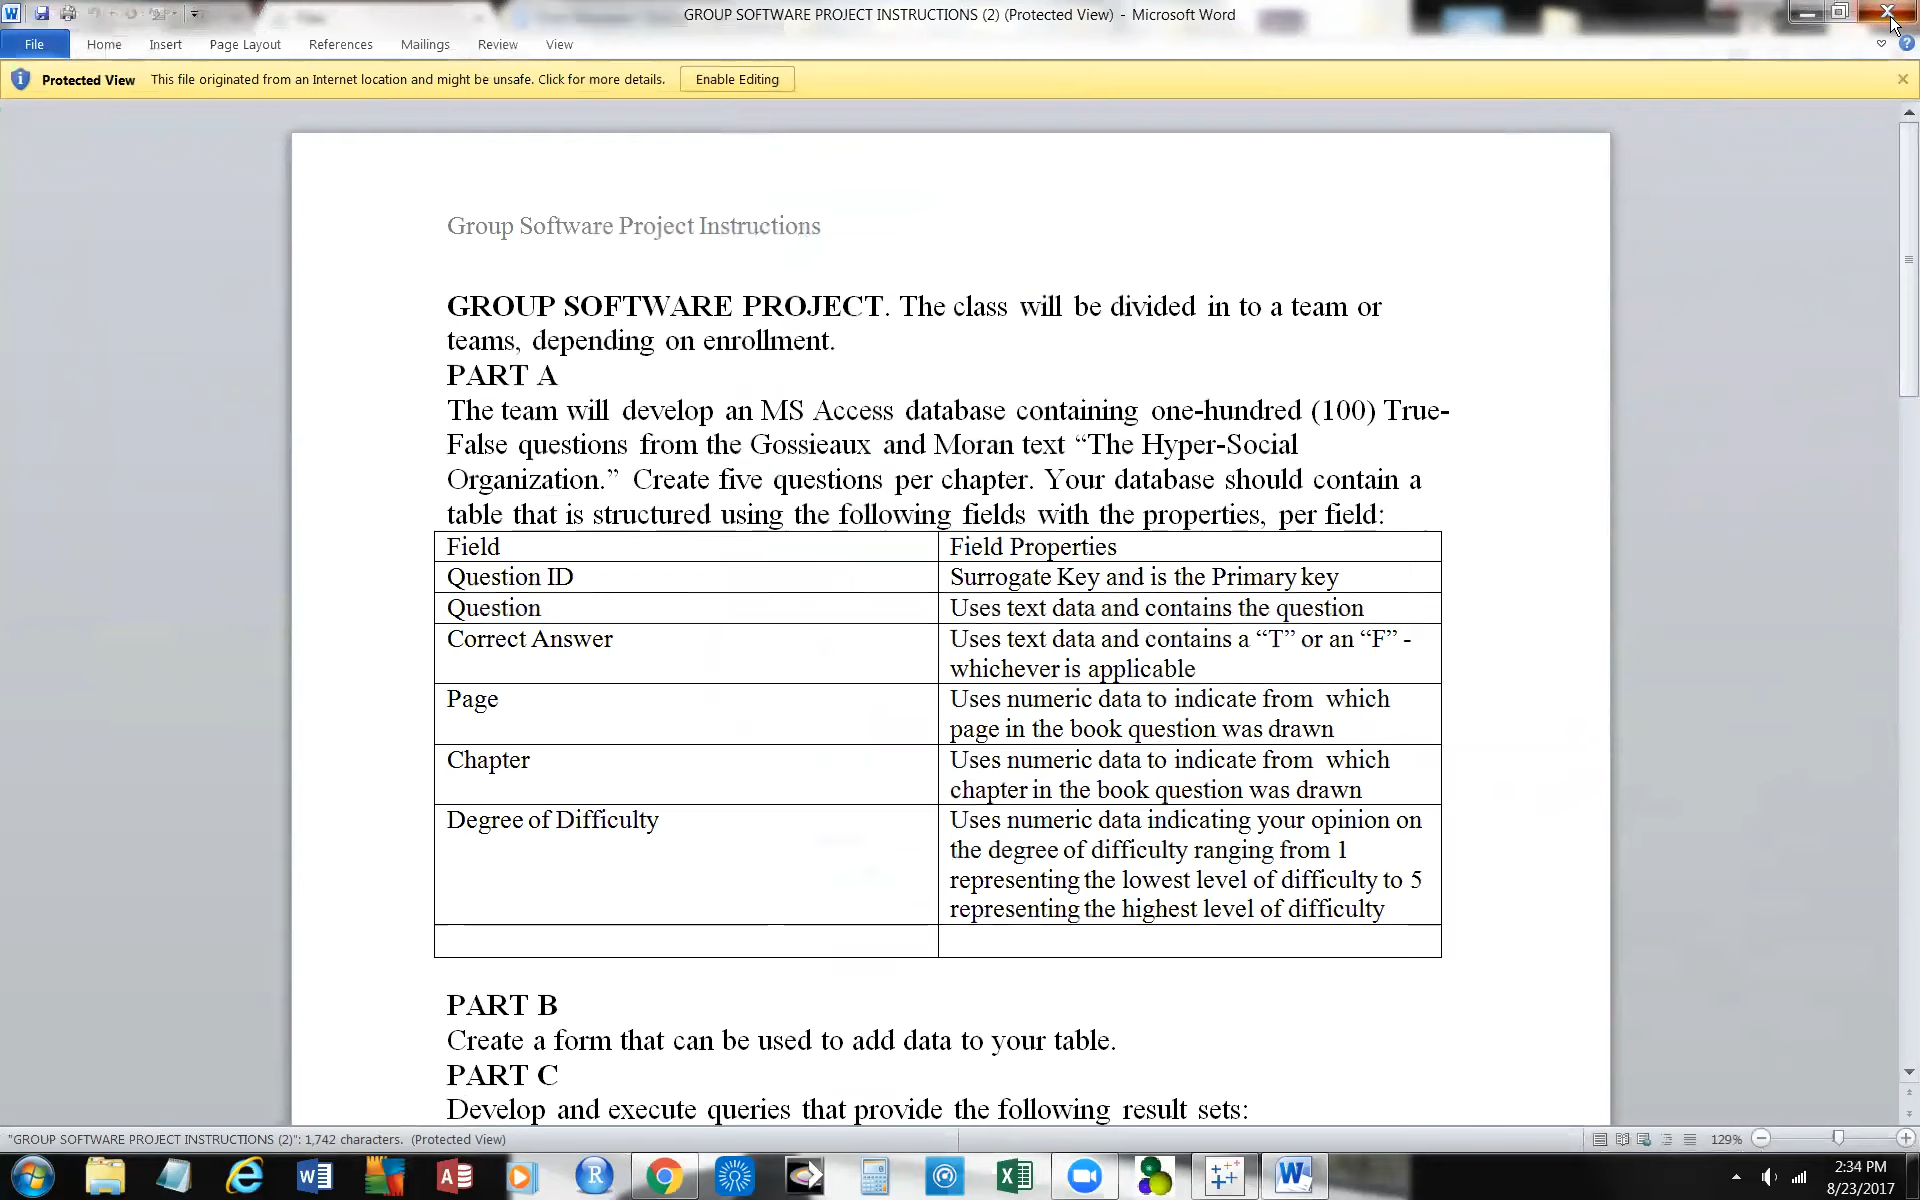 GROUP SOFTWARE PROJECT INSTRUCTIONS (2) (Protected View) - Microsoft Word
File Home Insert Page Layout References Mailings Review View
Protected View This file originated from an Internet location and might be unsafe. Click for more details. Enable Editing
Group Software Project Instructions
GROUP SOFTWARE PROJECT. The class will be divided in to a team or
teams, depending on enrollment.
PART A
The team will develop an MS Access database containing one-hundred (100) True-
False questions from the Gossieaux and Moran text “The Hyper-Social
Organization.” Create five questions per chapter. Your database should contain a
table that is structured using the following fields with the properties, per field:
Field Field Properties
Question ID Surrogate Key and is the Primary key
Question Uses text data and contains the question
Correct Answer Uses text data and contains a “T” or an “F” -
whichever is applicable
Page Uses numeric data to indicate from which
page in the book question was drawn
Chapter Uses numeric data to indicate from which
chapter in the book question was drawn
Degree of Difficulty Uses numeric data indicating your opinion on
the degree of difficulty ranging from 1
representing the lowest level of difficulty to 5
representing the highest level of difficulty
PART B
Create a form that can be used to add data to your table.
PART C
Develop and execute queries that provide the following result sets:
"GROUP SOFTWARE PROJECT INSTRUCTIONS (2)": 1,742 characters. (Protected View) 129%
2:34 PM
8/23/2017